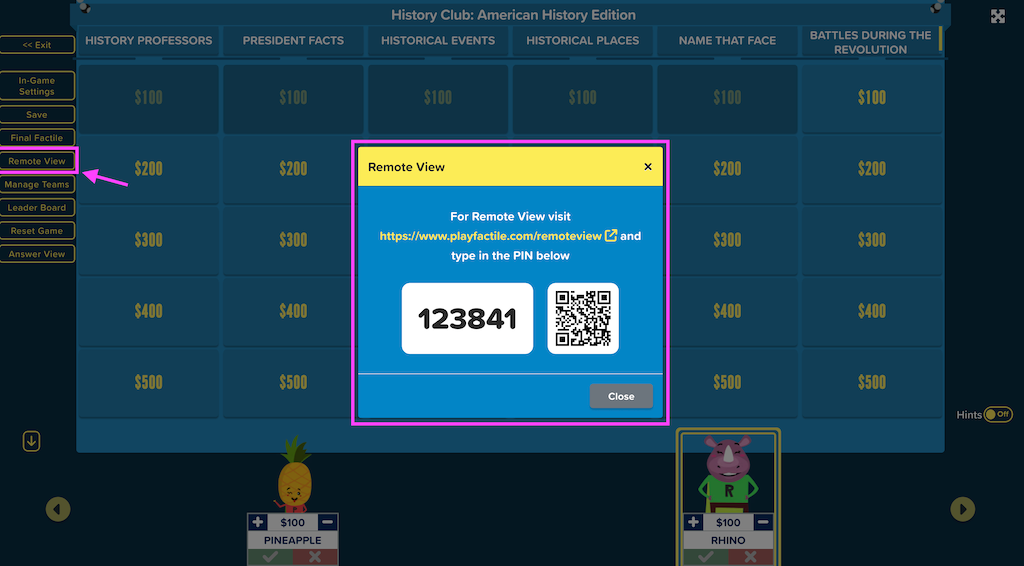 History Club: American History Edition
<< Exit
HISTORY PROFESSORS
PRESIDENT FACTS
HISTORICAL EVENTS
HISTORICAL PLACES
NAME THAT FACE
BATTLES DURING THE
REVOLUTION
In-Game
Settings
Save
Final Factile
Remote View
Manage Teams
Leader Board
Reset Game
Answer View
$100 $100 $100 $100 $100 $100
$200 $200 $200 $200
$300 $300 $300 $300
$400 $400 $400 $400
$500 $500 $500 $500
Remote View ×
For Remote View visit
https://www.playfactile.com/remoteview and
type in the PIN below
123841
Close
Hints Off
+ $100 −
PINEAPPLE
R
+ $100 −
RHINO